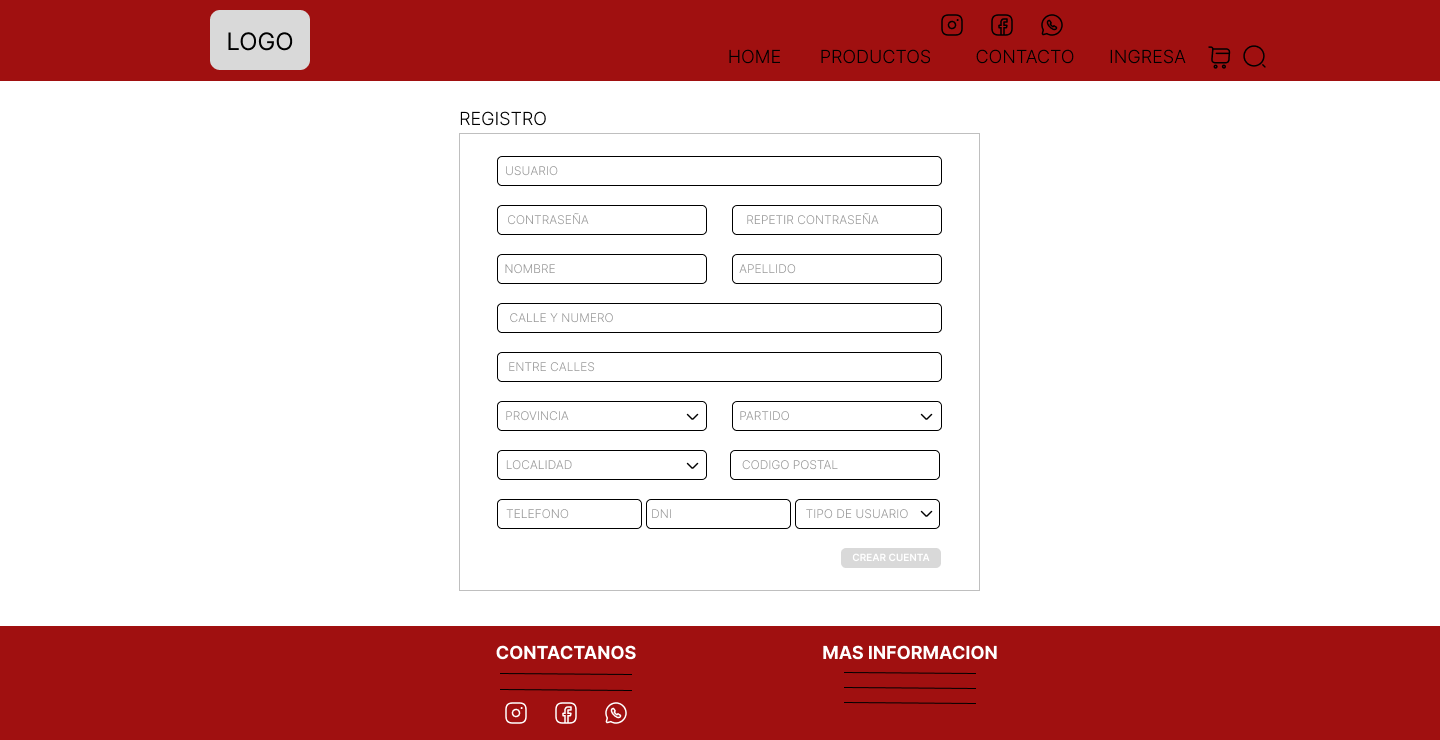 LOGO
HOME PRODUCTOS CONTACTO INGRESA
REGISTRO
USUARIO
CONTRASEÑA REPETIR CONTRASEÑA
NOMBRE APELLIDO
CALLE Y NUMERO
ENTRE CALLES
PROVINCIA PARTIDO
LOCALIDAD CODIGO POSTAL
TELEFONO DNI TIPO DE USUARIO
CREAR CUENTA
CONTACTANOS MAS INFORMACION